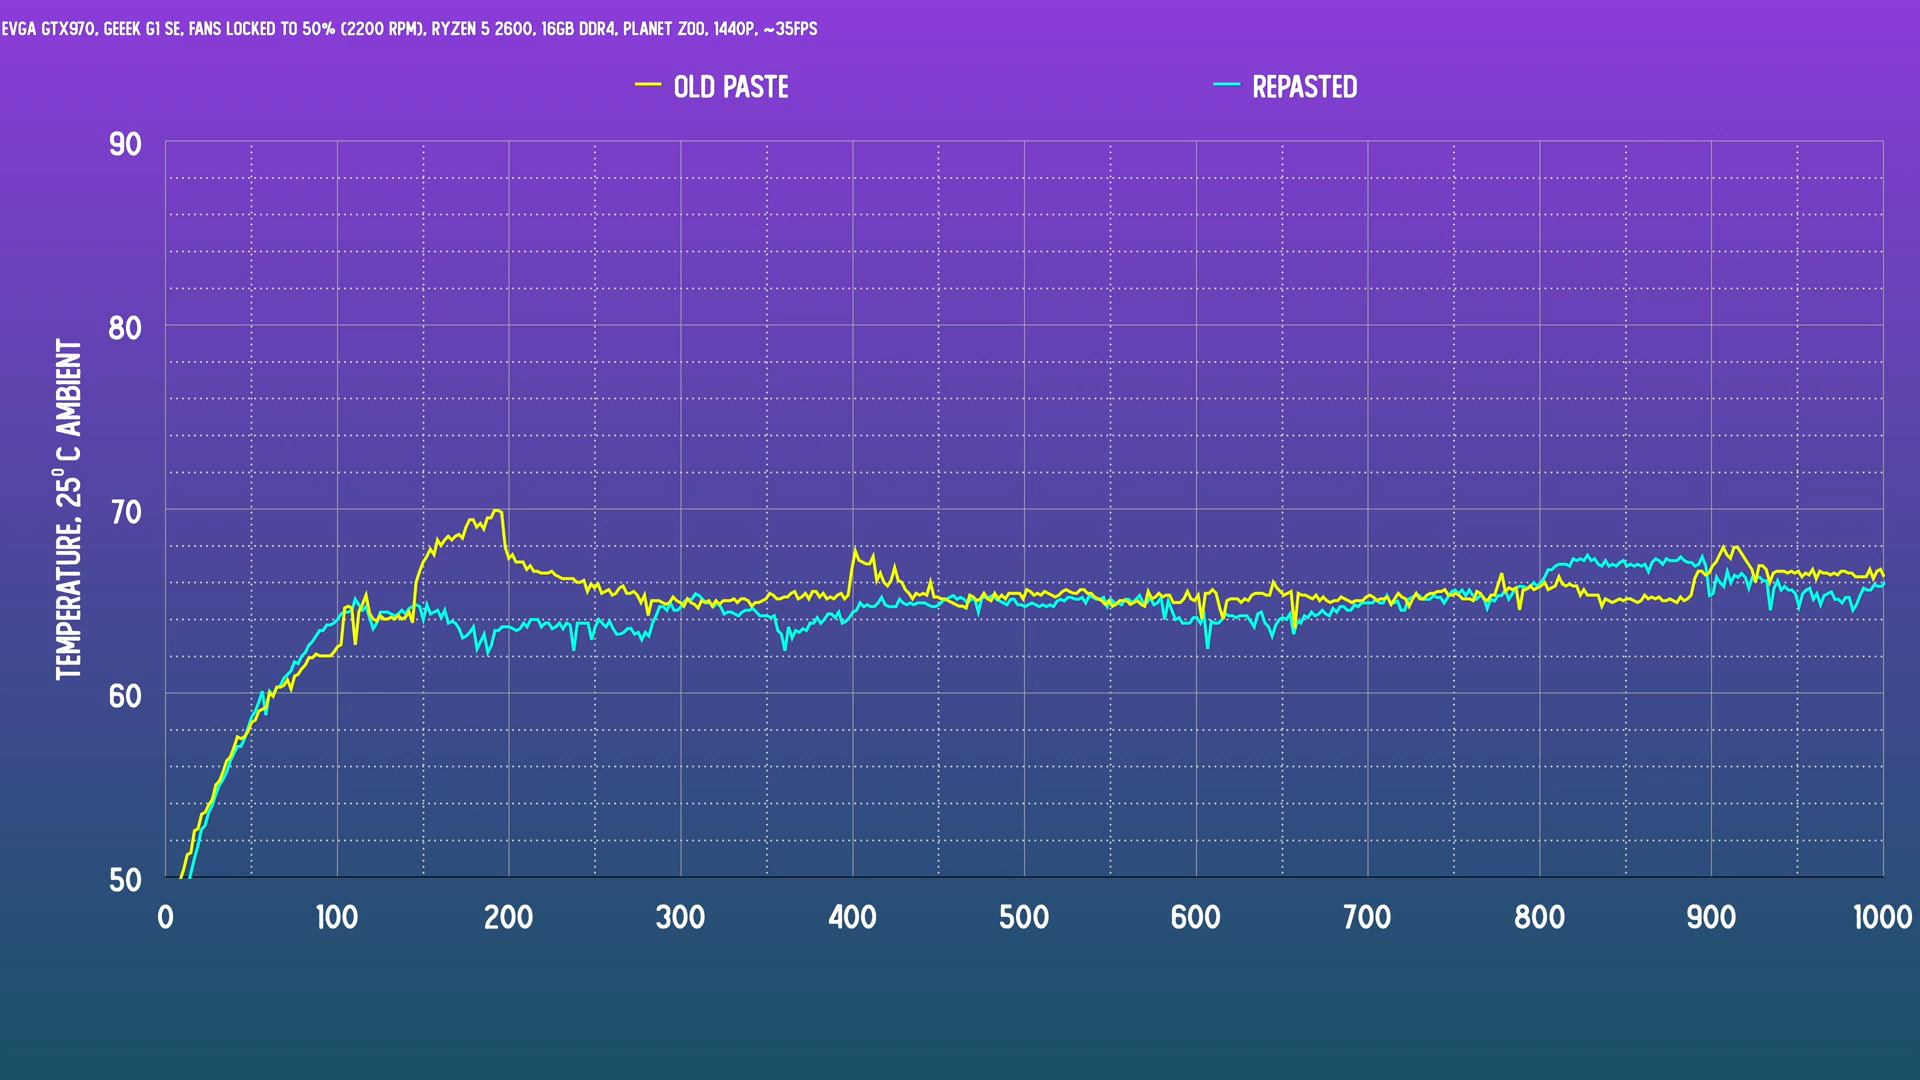 EVGA GTX970, GEEEK G1 SE, FANS LOCKED TO 50% (2200 RPM), RYZEN 5 2600, 16GB DDR4, PLANET ZOO, 1440P, ~35FPS
OLD PASTE
REPASTED
90
80
70
60
50
TEMPERATURE, 25° C AMBIENT
0 100 200 300 400 500 600 700 800 900 1000